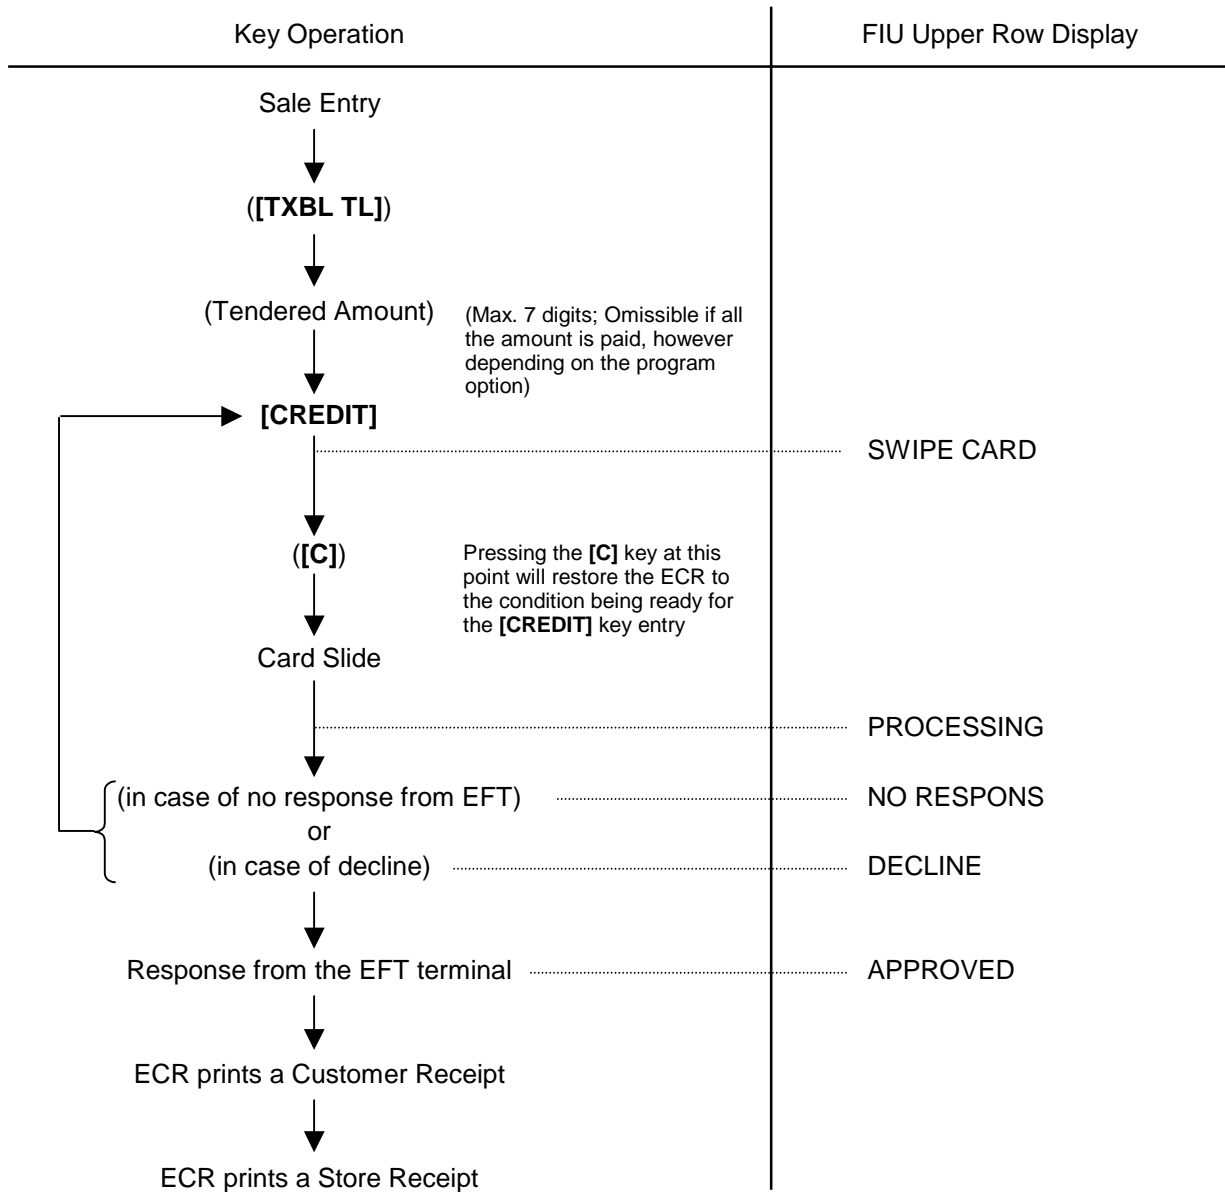 Key Operation
FIU Upper Row Display
Sale Entry
([TXBL TL])
(Tendered Amount)
(Max. 7 digits; Omissible if all
the amount is paid, however
depending on the program
option)
[CREDIT]
SWIPE CARD
([C])
Pressing the [C] key at this
point will restore the ECR to
the condition being ready for
the [CREDIT] key entry
Card Slide
PROCESSING
(in case of no response from EFT)
NO RESPONS
or
(in case of decline)
DECLINE
Response from the EFT terminal
APPROVED
ECR prints a Customer Receipt
ECR prints a Store Receipt